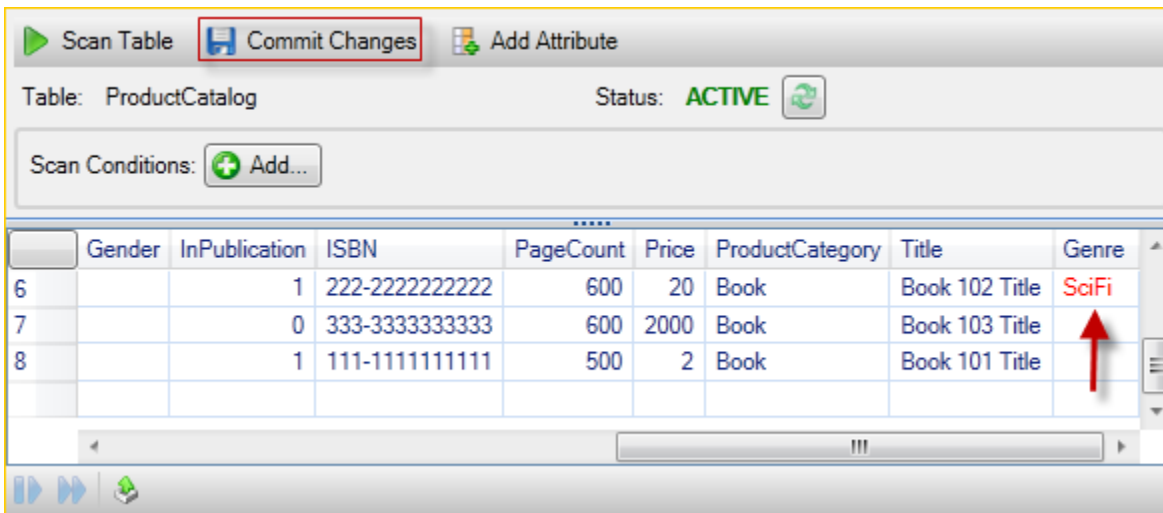 Scan Table Commit Changes Add Attribute
Table: ProductCatalog Status: ACTIVE
Scan Conditions: Add...
Gender InPublication ISBN PageCount Price ProductCategory Title Genre
6 1 222-2222222222 600 20 Book Book 102 Title SciFi
7 0 333-3333333333 600 2000 Book Book 103 Title
8 1 111-1111111111 500 2 Book Book 101 Title